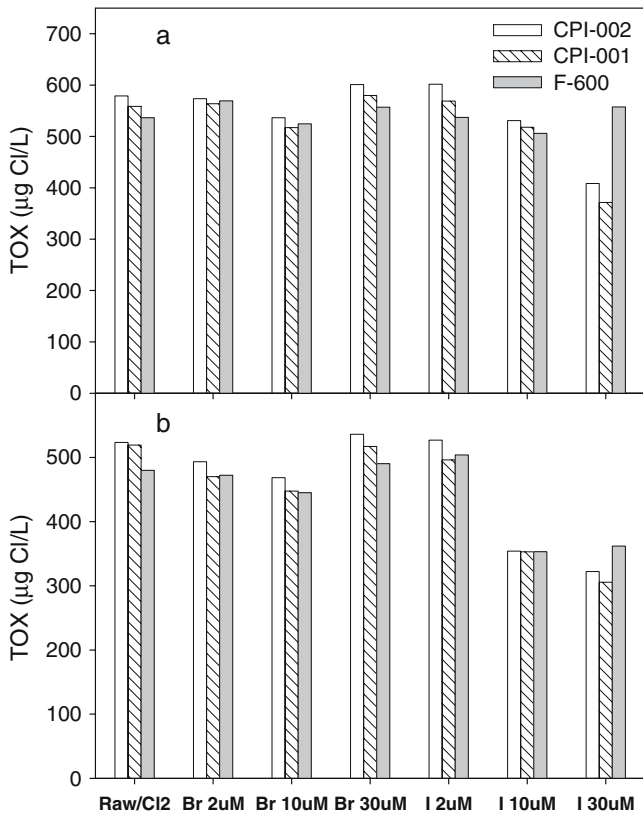 700
600
500
400
300
200
100
0
TOX (μg Cl/L)
a
CPI-002
CPI-001
F-600
500
400
300
200
100
0
TOX (μg Cl/L)
b
Raw/Cl2 Br 2uM Br 10uM Br 30uM I 2uM I 10uM I 30uM